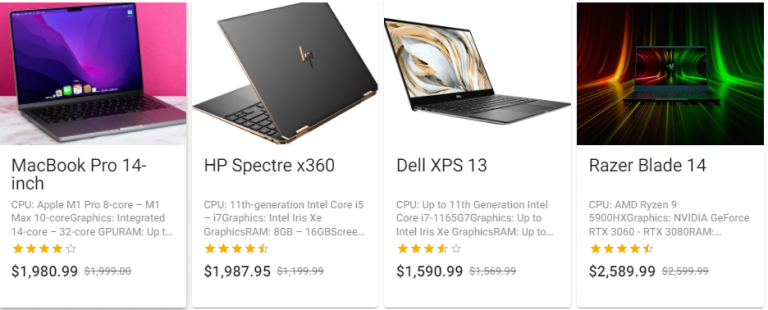 MacBook Pro 14-
inch
CPU: Apple M1 Pro 8-core – M1
Max 10-coreGraphics: Integrated
14-core – 32-core GPURAM: Up t...
$1,980.99 $1,999.00
HP Spectre x360
CPU: 11th-generation Intel Core i5
– i7Graphics: Intel Iris Xe
GraphicsRAM: 8GB – 16GBScree...
$1,987.95 $1,199.99
Dell XPS 13
CPU: Up to 11th Generation Intel
Core i7-1165G7Graphics: Up to
Intel Iris Xe GraphicsRAM: Up to...
$1,590.99 $1,569.99
Razer Blade 14
CPU: AMD Ryzen 9
5900HXGraphics: NVIDIA GeForce
RTX 3060 - RTX 3080RAM:...
$2,589.99 $2,599.99